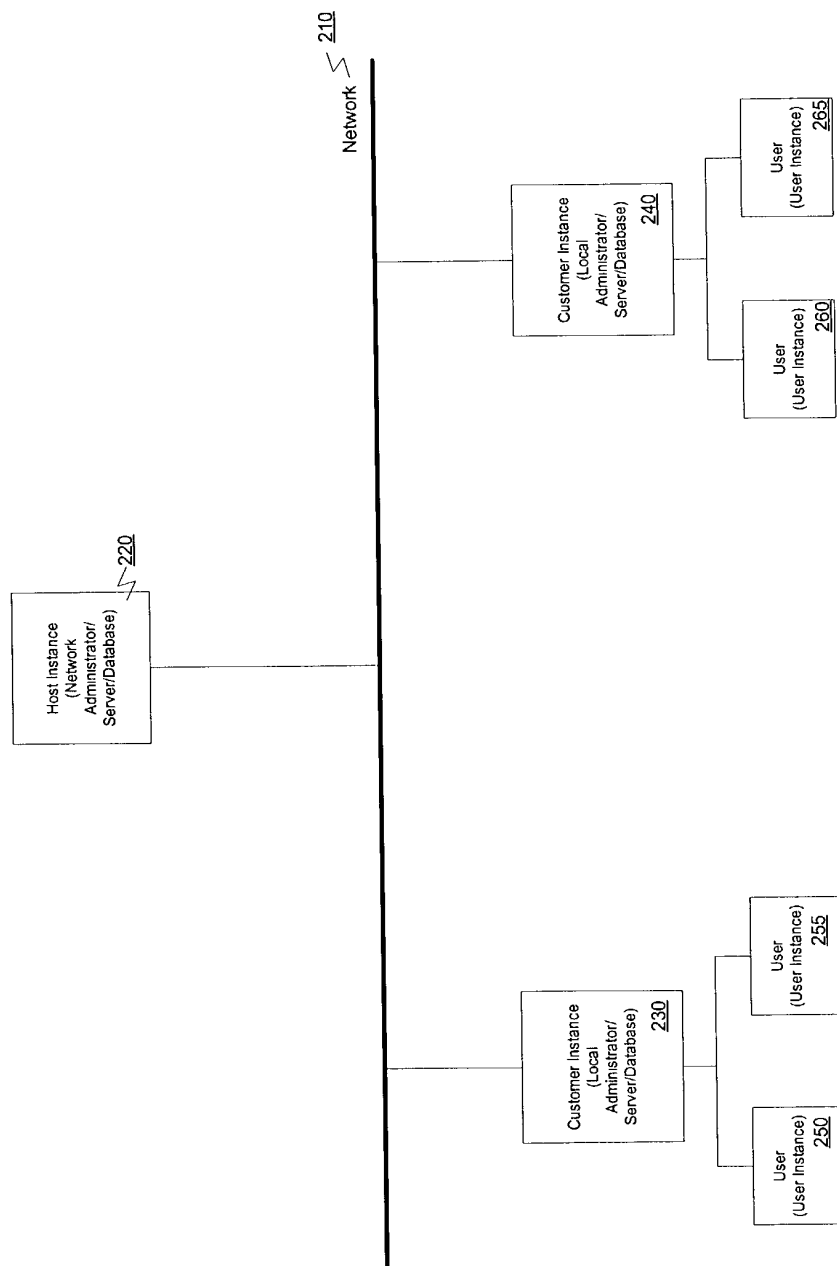 Host Instance
(Network
Administrator/
Server/Database)
220
Network
210
Customer Instance
(Local
Administrator/
Server/Database)
230
Customer Instance
(Local
Administrator/
Server/Database)
240
User
(User Instance)
250
User
(User Instance)
255
User
(User Instance)
260
User
(User Instance)
265